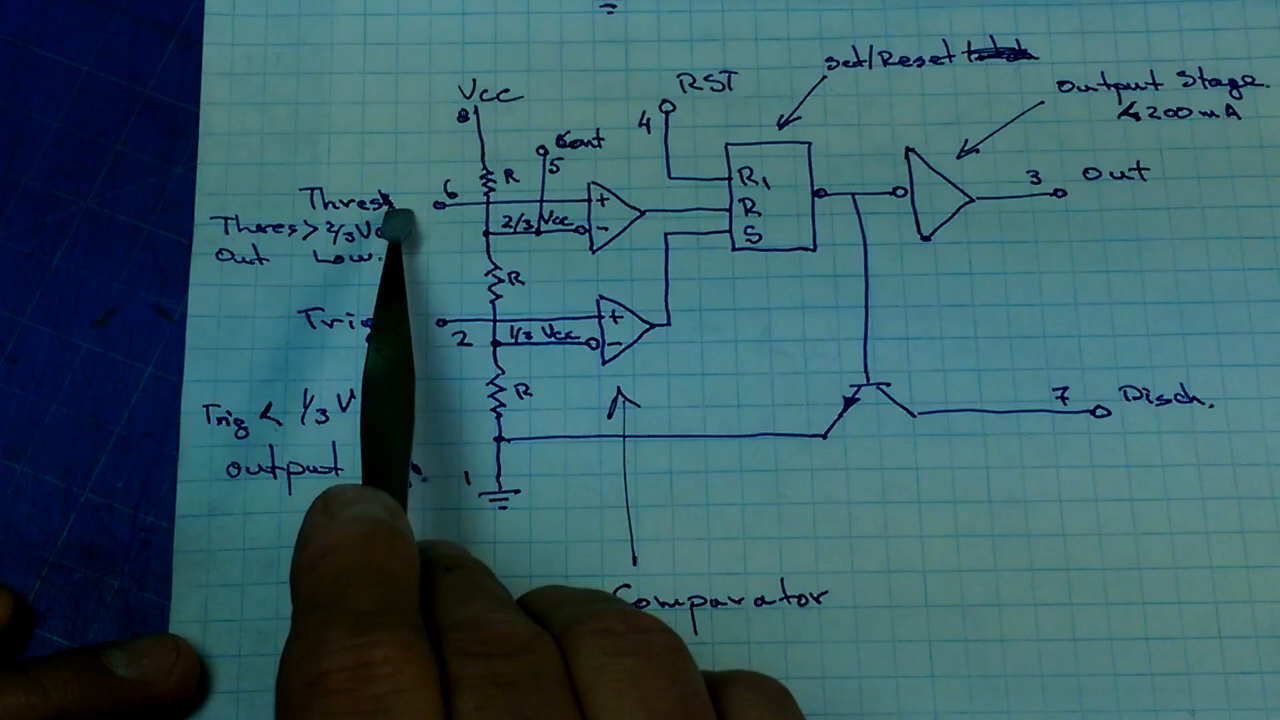 Set/Reset
Output Stage.
200mA
Vcc
8
RST
4
Cont
5
R
6
Thres
2/3 Vcc
Thres > 2/3 V
Out Low.
+
-
R1
R
S
3
Out
R
Tri
2
1/3 Vcc
+
-
R
Trig < 1/3 V
output
1
7
Disch.
Comparator